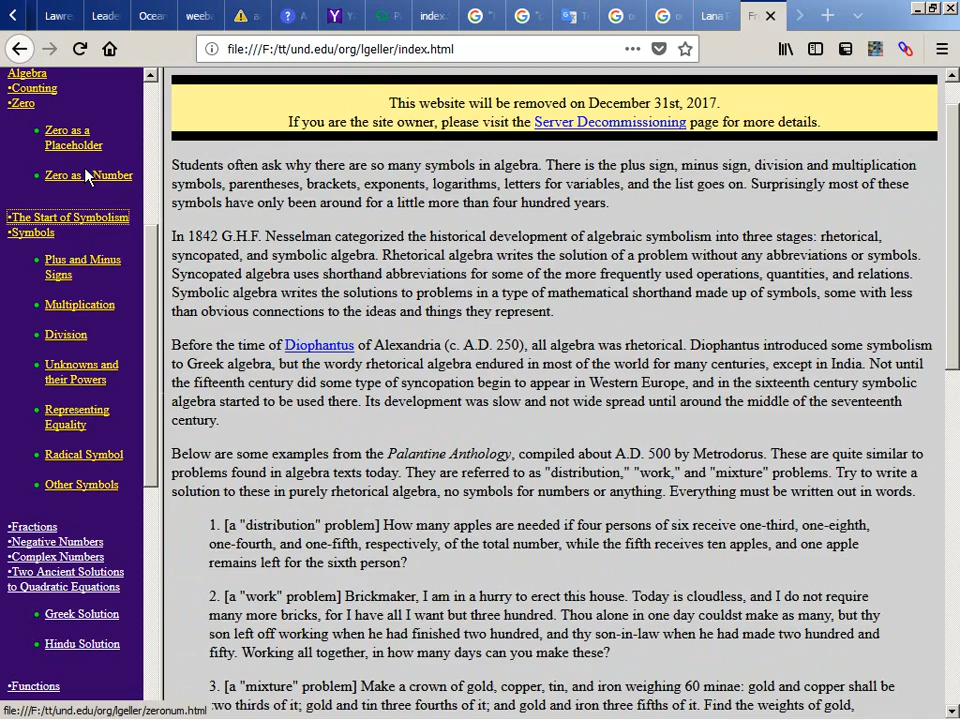 Lawre
Leade
Ocear
weeb
a
An
Y
P
index.
"
"c
T
o
o
Lana
Fr
file:///F:/tt/und.edu/org/lgeller/index.html
Algebra
•Counting
•Zero
Zero as a
Placeholder
Zero as Number
•The Start of Symbolism
•Symbols
Plus and Minus
Signs
Multiplication
Division
Unknowns and
their Powers
Representing
Equality
Radical Symbol
Other Symbols
•Fractions
•Negative Numbers
•Complex Numbers
•Two Ancient Solutions
to Quadratic Equations
Greek Solution
Hindu Solution
•Functions
This website will be removed on December 31st, 2017.
If you are the site owner, please visit the Server Decommissioning page for more details.
Students often ask why there are so many symbols in algebra. There is the plus sign, minus sign, division and multiplication
symbols, parentheses, brackets, exponents, logarithms, letters for variables, and the list goes on. Surprisingly most of these
symbols have only been around for a little more than four hundred years.
In 1842 G.H.F. Nesselman categorized the historical development of algebraic symbolism into three stages: rhetorical,
syncopated, and symbolic algebra. Rhetorical algebra writes the solution of a problem without any abbreviations or symbols.
Syncopated algebra uses shorthand abbreviations for some of the more frequently used operations, quantities, and relations.
Symbolic algebra writes the solutions to problems in a type of mathematical shorthand made up of symbols, some with less
than obvious connections to the ideas and things they represent.
Before the time of Diophantus of Alexandria (c. A.D. 250), all algebra was rhetorical. Diophantus introduced some symbolism
to Greek algebra, but the wordy rhetorical algebra endured in most of the world for many centuries, except in India. Not until
the fifteenth century did some type of syncopation begin to appear in Western Europe, and in the sixteenth century symbolic
algebra started to be used there. Its development was slow and not wide spread until around the middle of the seventeenth
century.
Below are some examples from the Palantine Anthology, compiled about A.D. 500 by Metrodorus. These are quite similar to
problems found in algebra texts today. They are referred to as "distribution," "work," and "mixture" problems. Try to write a
solution to these in purely rhetorical algebra, no symbols for numbers or anything. Everything must be written out in words.
1. [a "distribution" problem] How many apples are needed if four persons of six receive one-third, one-eighth,
one-fourth, and one-fifth, respectively, of the total number, while the fifth receives ten apples, and one apple
remains left for the sixth person?
2. [a "work" problem] Brickmaker, I am in a hurry to erect this house. Today is cloudless, and I do not require
many more bricks, for I have all I want but three hundred. Thou alone in one day couldst make as many, but thy
son left off working when he had finished two hundred, and thy son-in-law when he had made two hundred and
fifty. Working all together, in how many days can you make these?
3. [a "mixture" problem] Make a crown of gold, copper, tin, and iron weighing 60 minae: gold and copper shall be
two thirds of it; gold and tin three fourths of it; and gold and iron three fifths of it. Find the weights of gold,
file:///F:/tt/und.edu/org/lgeller/zeronum.html